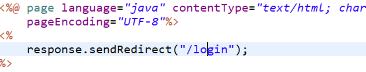 <%@ page language="java" contentType="text/html; char
pageEncoding="UTF-8"%>
<%
response.sendRedirect("/login");
%>